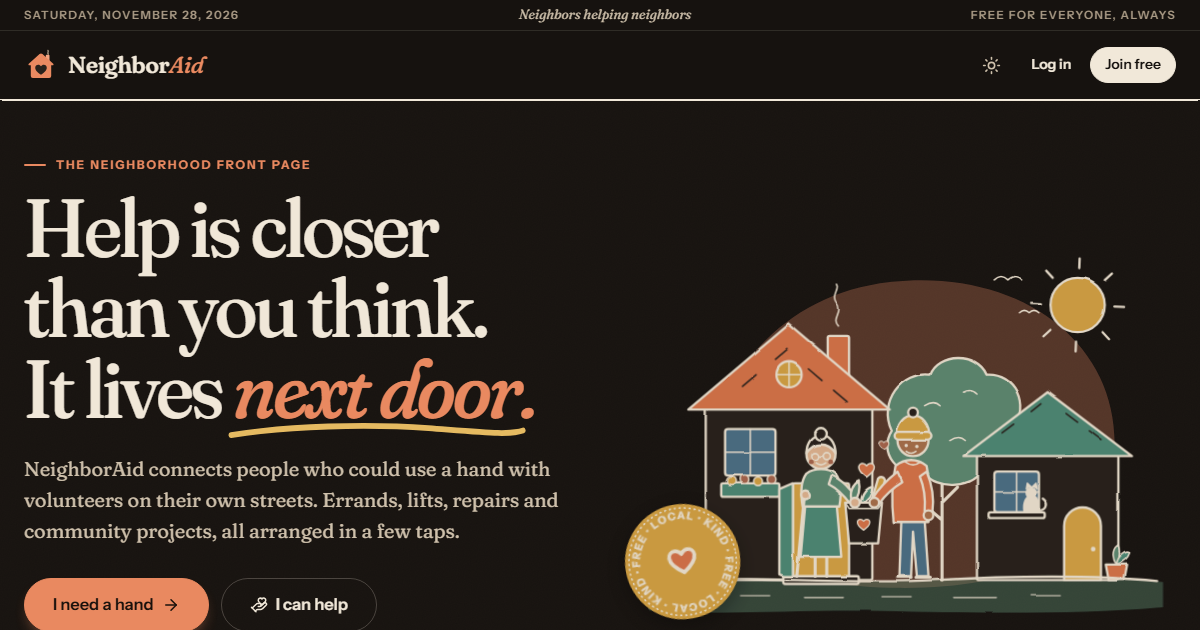 SATURDAY, NOVEMBER 28, 2026
Neighbors helping neighbors
FREE FOR EVERYONE, ALWAYS
NeighborAid
Log in
Join free
THE NEIGHBORHOOD FRONT PAGE
Help is closer
than you think.
It lives next door.
NeighborAid connects people who could use a hand with
volunteers on their own streets. Errands, lifts, repairs and
community projects, all arranged in a few taps.
FREE · LOCAL · KIND · FREE · LOCAL · KIND ·
I need a hand →
I can help